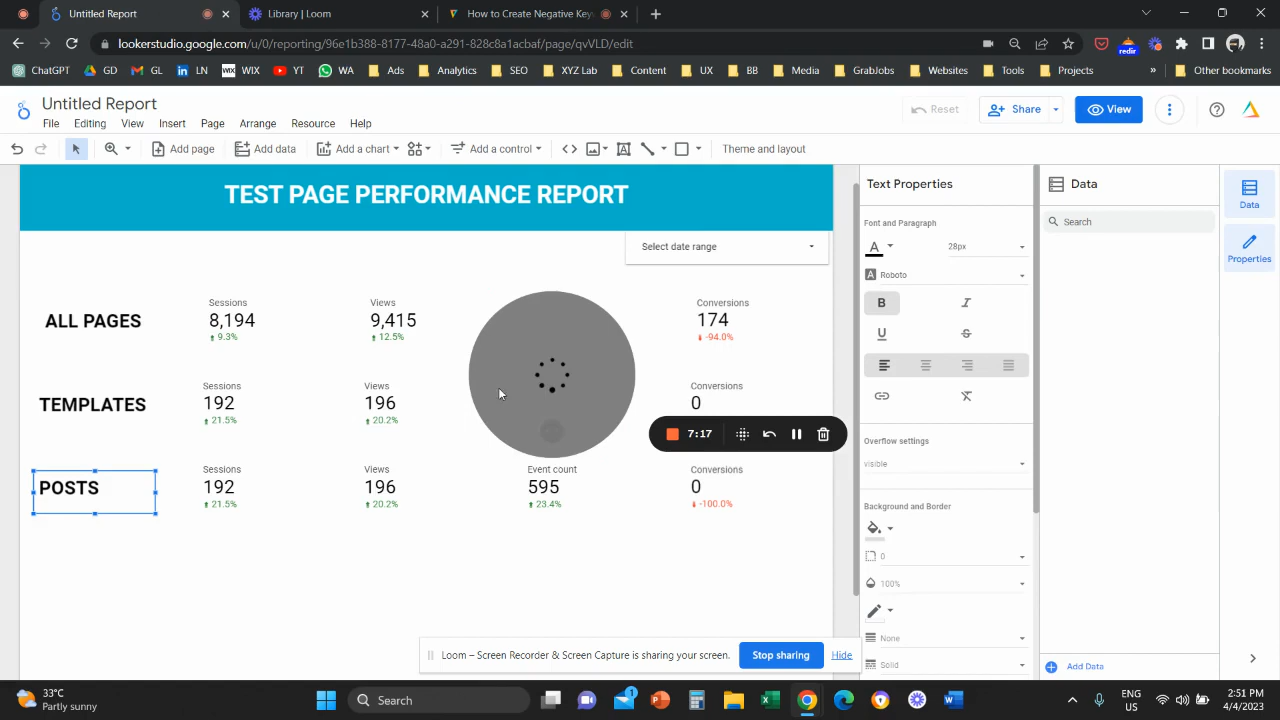 Untitled Report
Library | Loom
How to Create Negative Key
lookerstudio.google.com/u/0/reporting/96e1b388-8177-48a0-a291-828c8a1acbaf/page/qvVLD/edit
redir
ChatGPT GD GL LN WIX YT WA Ads Analytics SEO XYZ Lab Content UX BB Media GrabJobs Websites Tools Projects » Other bookmarks
Untitled Report
File Editing View Insert Page Arrange Resource Help
Reset Share View
Add page Add data Add a chart Add a control Theme and layout
TEST PAGE PERFORMANCE REPORT
Select date range
ALL PAGES
Sessions
8,194
9.3%
Views
9,415
12.5%
Conversions
174
-94.0%
TEMPLATES
Sessions
192
21.5%
Views
196
20.2%
Conversions
0
7:17
POSTS
Sessions
192
21.5%
Views
196
20.2%
Event count
595
23.4%
Conversions
0
-100.0%
Text Properties
Font and Paragraph
A 28px
Roboto
B I
U S
Overflow settings
visible
Background and Border
0
100%
None
Solid
Data
Search
Add Data
Data
Properties
Loom – Screen Recorder & Screen Capture is sharing your screen. Stop sharing Hide
33°C
Partly sunny
Search
1
ENG
WE
2:51 PM
4/4/2023